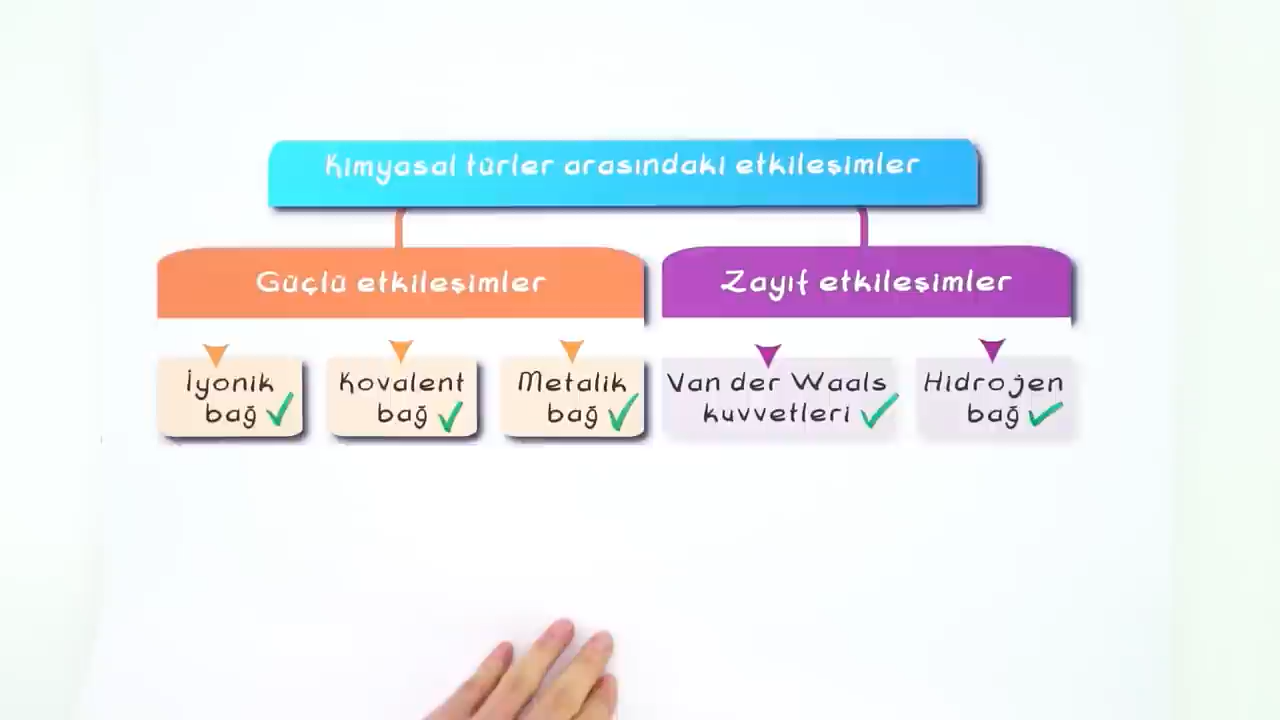 Kimyasal türler arasındaki etkileşimler
Güçlü etkileşimler
Zayıf etkileşimler
İyonik
bağ
Kovalent
bağ
Metalik
bağ
Van der Waals
kuvvetleri
Hidrojen
bağ